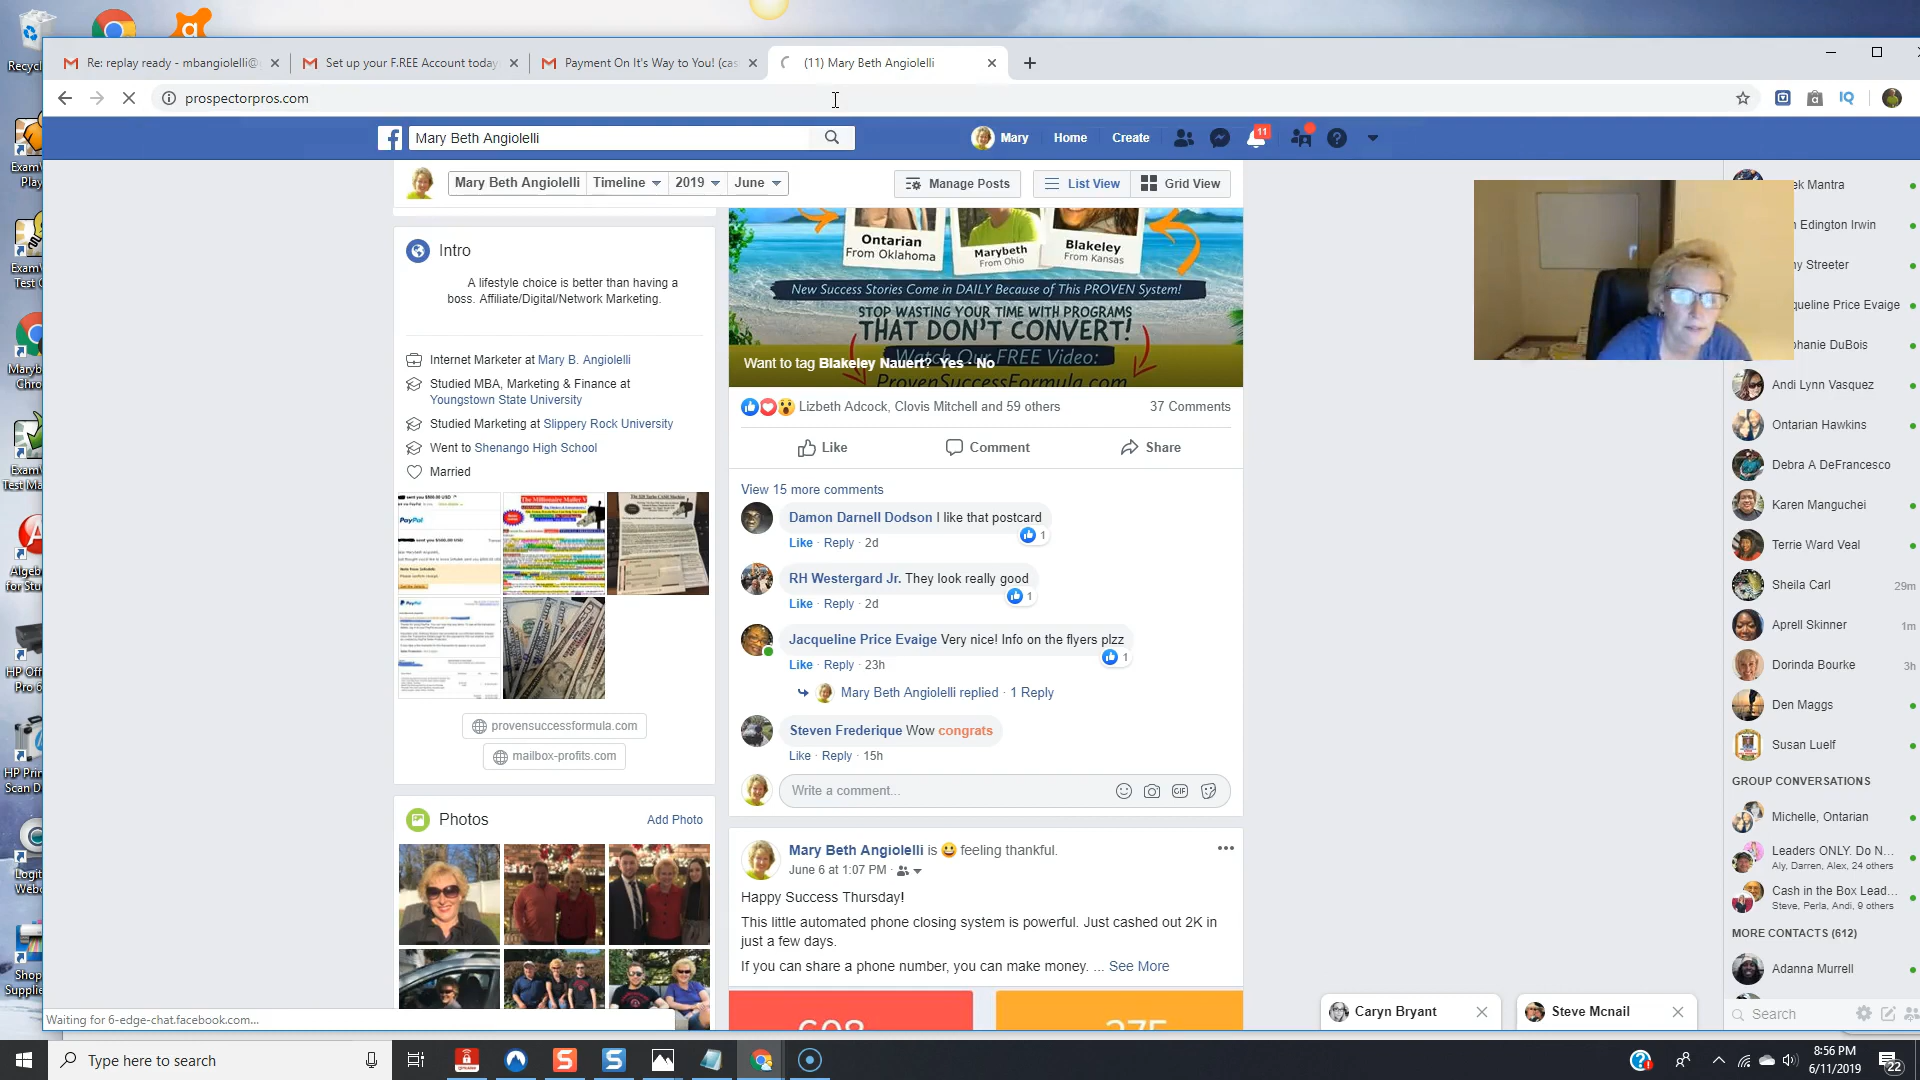 Re: replay ready - mbangiolelli@
Set up your F.REE Account today
Payment On It's Way to You! (cas
(11) Mary Beth Angiolelli
prospectorpros.com
Mary Beth Angiolelli
Mary
Home
Create
11
Mary Beth Angiolelli
Timeline
2019
June
Manage Posts
List View
Grid View
Intro
A lifestyle choice is better than having a
boss. Affiliate/Digital/Network Marketing.
Internet Marketer at Mary B. Angiolelli
Studied MBA, Marketing & Finance at
Youngstown State University
Studied Marketing at Slippery Rock University
Went to Shenango High School
Married
PayPal
provensuccessformula.com
mailbox-profits.com
Photos
Add Photo
Ontarian
From Oklahoma
Marybeth
From Ohio
Blakeley
From Kansas
New Success Stories Come in DAILY Because of This PROVEN System!
STOP WASTING YOUR TIME WITH PROGRAMS
THAT DON'T CONVERT!
Watch Our FREE Video:
ProvenSuccessFormula.com
Want to tag Blakeley Nauert? Yes · No
Lizbeth Adcock, Clovis Mitchell and 59 others
37 Comments
Like
Comment
Share
View 15 more comments
Damon Darnell Dodson I like that postcard
1
Like · Reply · 2d
RH Westergard Jr. They look really good
1
Like · Reply · 2d
Jacqueline Price Evaige Very nice! Info on the flyers plzz
1
Like · Reply · 23h
Mary Beth Angiolelli replied · 1 Reply
Steven Frederique Wow congrats
Like · Reply · 15h
Write a comment...
GIF
Mary Beth Angiolelli is feeling thankful.
June 6 at 1:07 PM ·
Happy Success Thursday!
This little automated phone closing system is powerful. Just cashed out 2K in
just a few days.
If you can share a phone number, you can make money. ... See More
608
275
ek Mantra
Edington Irwin
y Streeter
queline Price Evaige
phanie DuBois
Andi Lynn Vasquez
Ontarian Hawkins
Debra A DeFrancesco
Karen Manguchei
Terrie Ward Veal
Sheila Carl
29m
Aprell Skinner
1m
Dorinda Bourke
3h
Den Maggs
Susan Luelf
GROUP CONVERSATIONS
Michelle, Ontarian
Leaders ONLY. Do N...
Aly, Darren, Alex, 24 others
Cash in the Box Lead...
Steve, Perla, Andi, 9 others
MORE CONTACTS (612)
Adanna Murrell
Search
Caryn Bryant
Steve Mcnail
Waiting for 6-edge-chat.facebook.com...
Type here to search
8:56 PM
6/11/2019
22